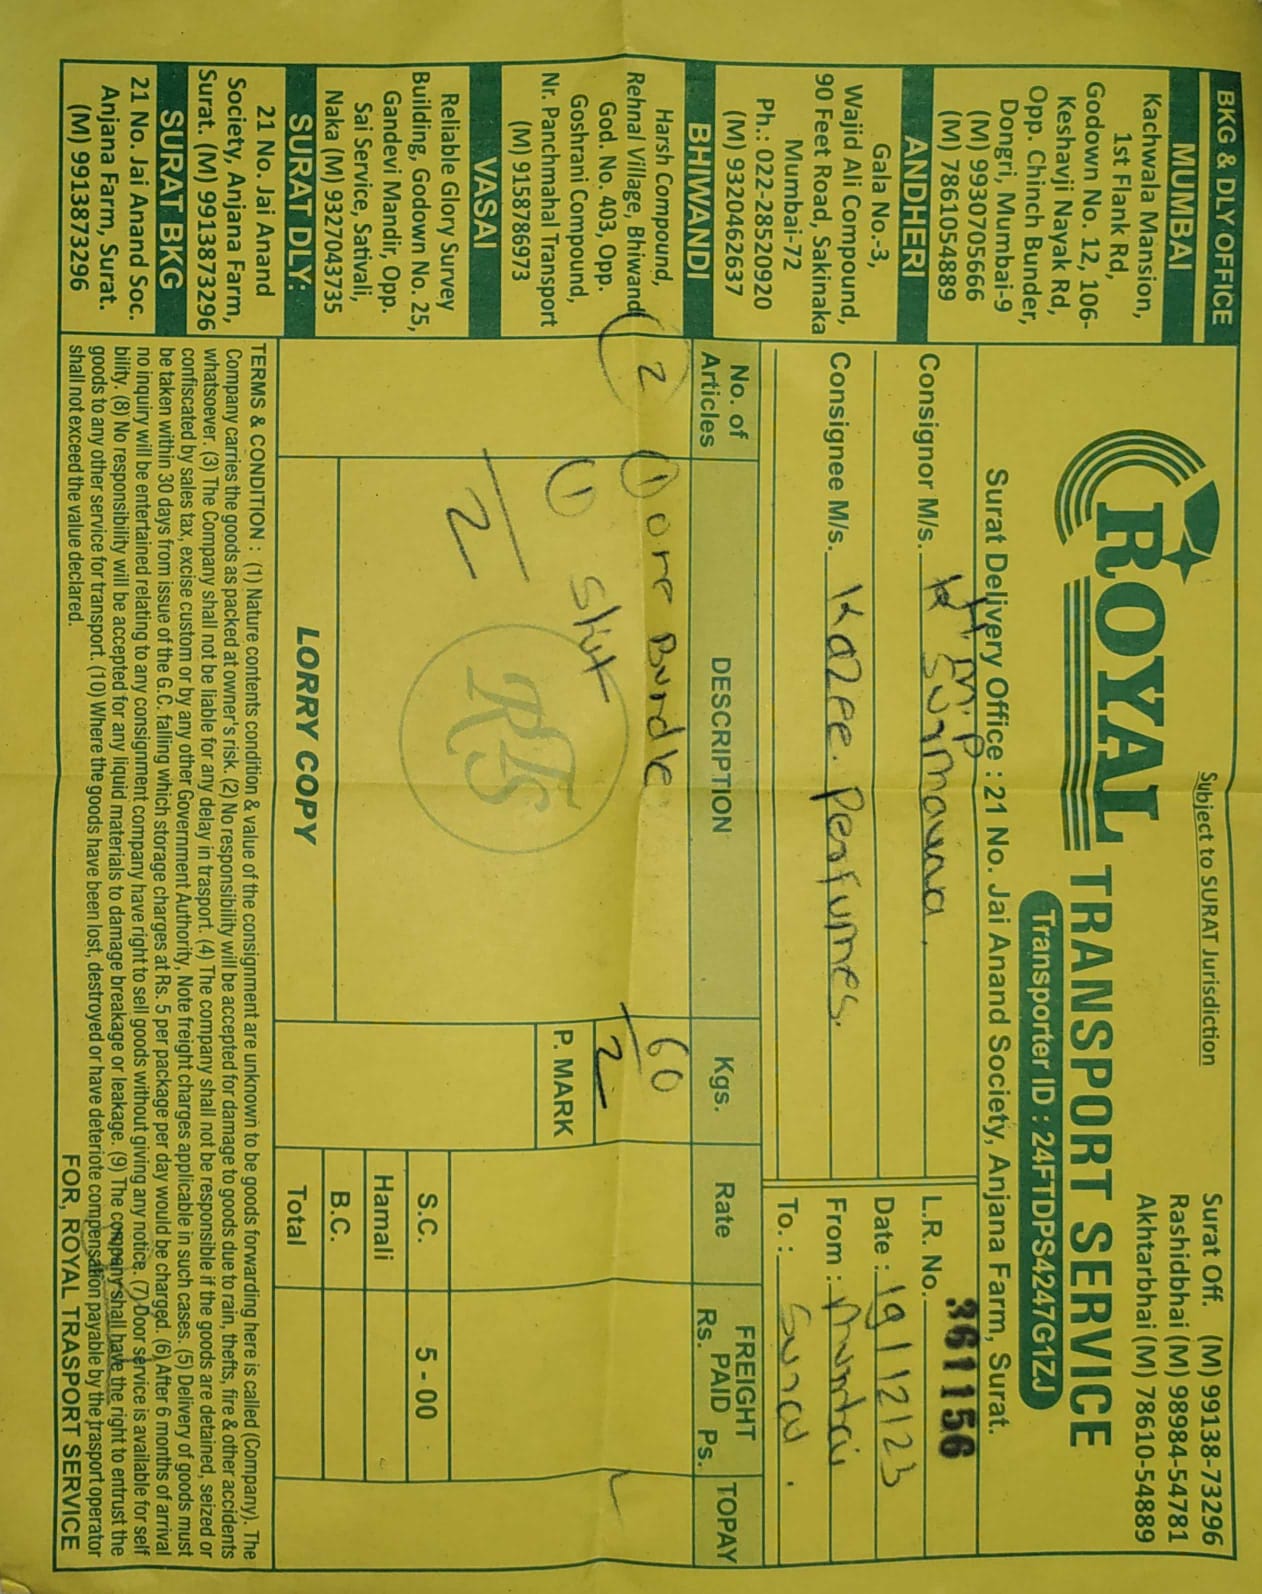 BKG & DLY OFFICE
MUMBAI
Kachwala Mansion,
1st Flank Rd,
Godown No. 12, 106-
Keshavji Nayak Rd,
Opp. Chinch Bunder,
Dongri, Mumbai-9
(M) 9930705666
(M) 7861054889
ANDHERI
Gala No.-3,
Wajid Ali Compound,
90 Feet Road, Sakinaka
Mumbai-72
Ph.: 022-28520920
(M) 9320462637
BHIWANDI
Harsh Compound,
Rehnal Village, Bhiwandi
God. No. 403, Opp.
Goshrani Compound,
Nr. Panchmahal Transport
(M) 9158786973
VASAI
Reliable Glory Survey
Building, Godown No. 25,
Gandevi Mandir, Opp.
Sai Service, Sativali,
Naka (M) 9327043735
SURAT DLY:
21 No. Jai Anand
Society, Anjana Farm,
Surat. (M) 9913873296
SURAT BKG
21 No. Jai Anand Soc.
Anjana Farm, Surat.
(M) 9913873296
Subject to SURAT Jurisdiction
Surat Off. (M) 99138-73296
Rashidbhai (M) 98984-54781
Akhtarbhai (M) 78610-54889
ROYAL TRANSPORT SERVICE
Transporter ID : 24FTDPS4247G1ZJ
Surat Delivery Office : 21 No. Jai Anand Society, Anjana Farm, Surat.
Consignor M/s.
L.R. No. 361156
Date : 19/12/23
Consignee M/s. Kazee. Perfumes.
From : Mumbai
To. : Surat.
No. of Articles
DESCRIPTION
Kgs.
Rate
FREIGHT
PAID
Rs. Ps.
TOPAY
2
1 one Bundle
60
2
1
2
P. MARK
RTS
S.C. 5 - 00
Hamali
B.C.
Total
LORRY COPY
TERMS & CONDITION : (1) Nature contents condition & value of the consignment are unknown to be goods forwarding here is called (Company). The
Company carries the goods as packed at owner's risk. (2) No responsibility will be accepted for damage to goods due to rain, thefts, fire & other accidents
whatsoever. (3) The Company shall not be liable for any delay in trasport. (4) The company shall not be responsible if the goods are detained, seized or
confiscated by sales tax, excise custom or by any other Government Authority, Note freight charges applicable in such cases. (5) Delivery of goods must
be taken within 30 days from issue of the G.C. falling which storage charges at Rs. 5 per package per day would be charged. (6) After 6 months of arrival
no inquiry will be entertained relating to any consignment company have right to sell goods without giving any notice. (7) Door service is available for self
bility. (8) No responsibility will be accepted for any liquid materials to damage breakage or leakage. (9) The company shall have the right to entrust the
goods to any other service for transport. (10) Where the goods have been lost, destroyed or have deteriote compensation payable by the trasport operator
shall not exceed the value declared.
FOR, ROYAL TRASPORT SERVICE